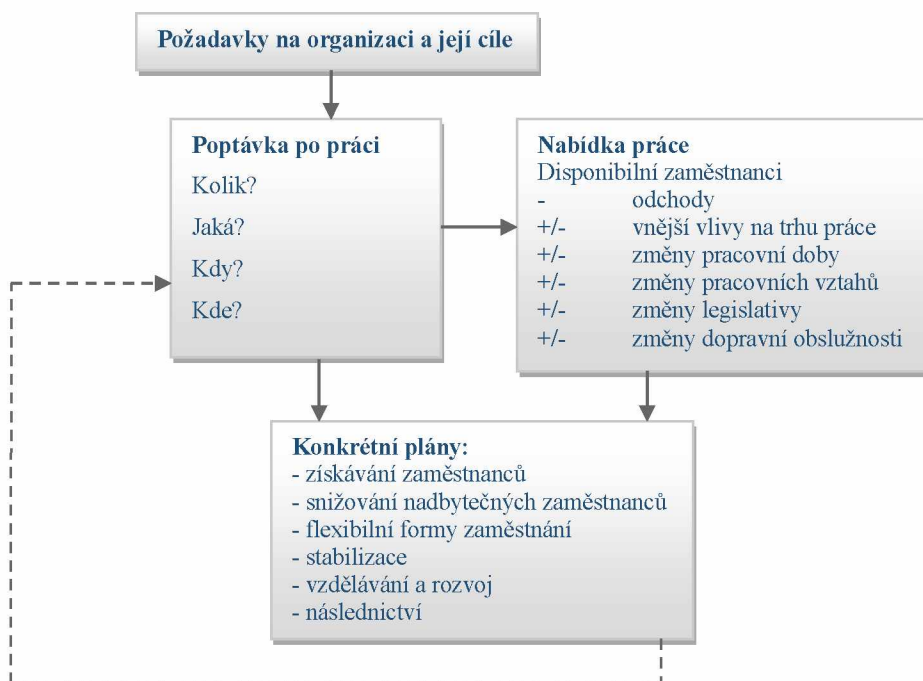 Požadavky na organizaci a její cíle
Poptávka po práci
Kolik?
Jaká?
Kdy?
Kde?
Nabídka práce
Disponibilní zaměstnanci
- odchody
+/- vnější vlivy na trhu práce
+/- změny pracovní doby
+/- změny pracovních vztahů
+/- změny legislativy
+/- změny dopravní obslužnosti
Konkrétní plány:
- získávání zaměstnanců
- snižování nadbytečných zaměstnanců
- flexibilní formy zaměstnání
- stabilizace
- vzdělávání a rozvoj
- následnictví